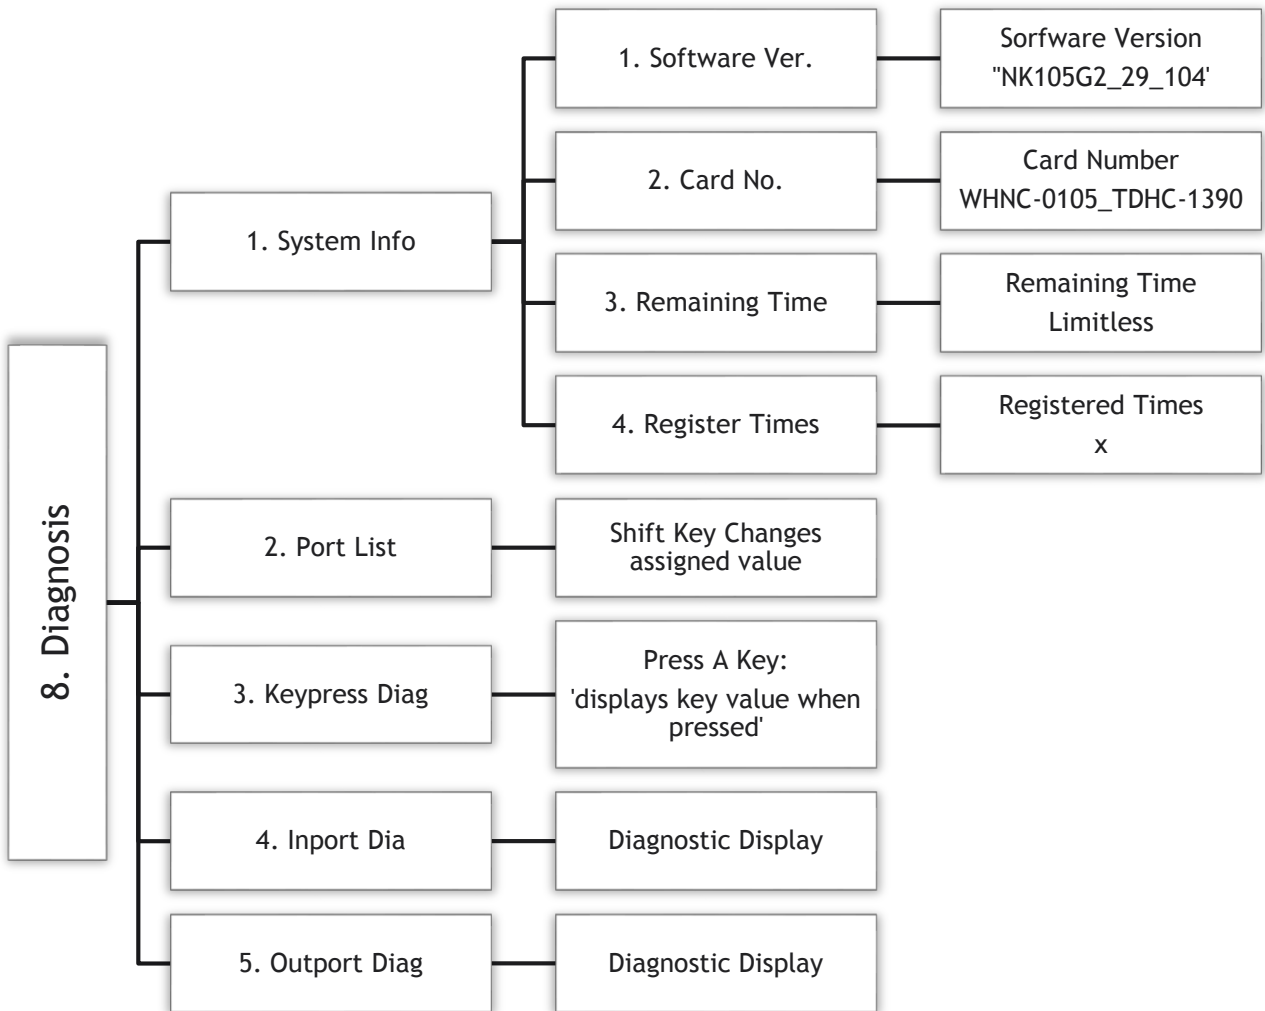 8. Diagnosis
1. System Info
1. Software Ver.
Sorfware Version
"NK105G2_29_104'
2. Card No.
Card Number
WHNC-0105_TDHC-1390
3. Remaining Time
Remaining Time
Limitless
4. Register Times
Registered Times
x
2. Port List
Shift Key Changes
assigned value
3. Keypress Diag
Press A Key:
'displays key value when
pressed'
4. Inport Dia
Diagnostic Display
5. Outport Diag
Diagnostic Display